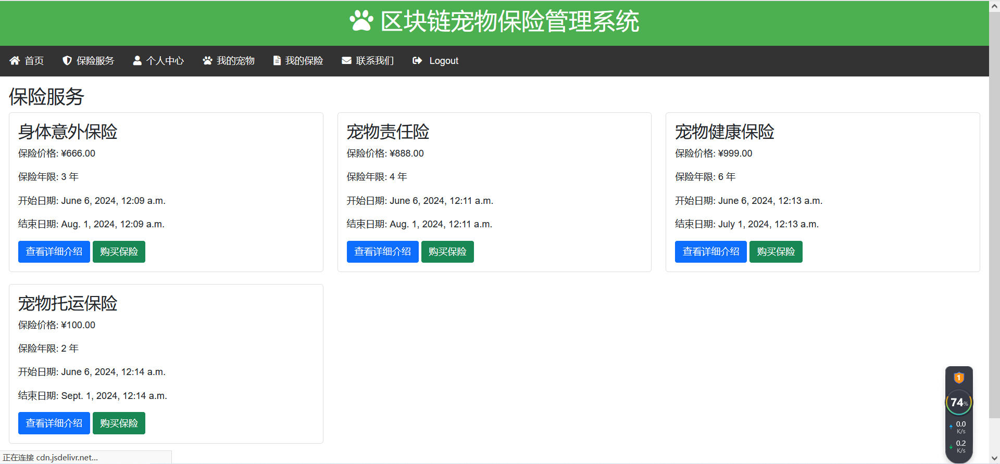 区块链宠物保险管理系统
首页 保险服务 个人中心 我的宠物 我的保险 联系我们 Logout
保险服务
身体意外保险
保险价格: ¥666.00
保险年限: 3 年
开始日期: June 6, 2024, 12:09 a.m.
结束日期: Aug. 1, 2024, 12:09 a.m.
查看详细介绍 购买保险
宠物责任险
保险价格: ¥888.00
保险年限: 4 年
开始日期: June 6, 2024, 12:11 a.m.
结束日期: Aug. 1, 2024, 12:11 a.m.
查看详细介绍 购买保险
宠物健康保险
保险价格: ¥999.00
保险年限: 6 年
开始日期: June 6, 2024, 12:13 a.m.
结束日期: July 1, 2024, 12:13 a.m.
查看详细介绍 购买保险
宠物托运保险
保险价格: ¥100.00
保险年限: 2 年
开始日期: June 6, 2024, 12:14 a.m.
结束日期: Sept. 1, 2024, 12:14 a.m.
查看详细介绍 购买保险
1
74%
0.0
K/s
0.2
K/s
正在连接 cdn.jsdelivr.net...